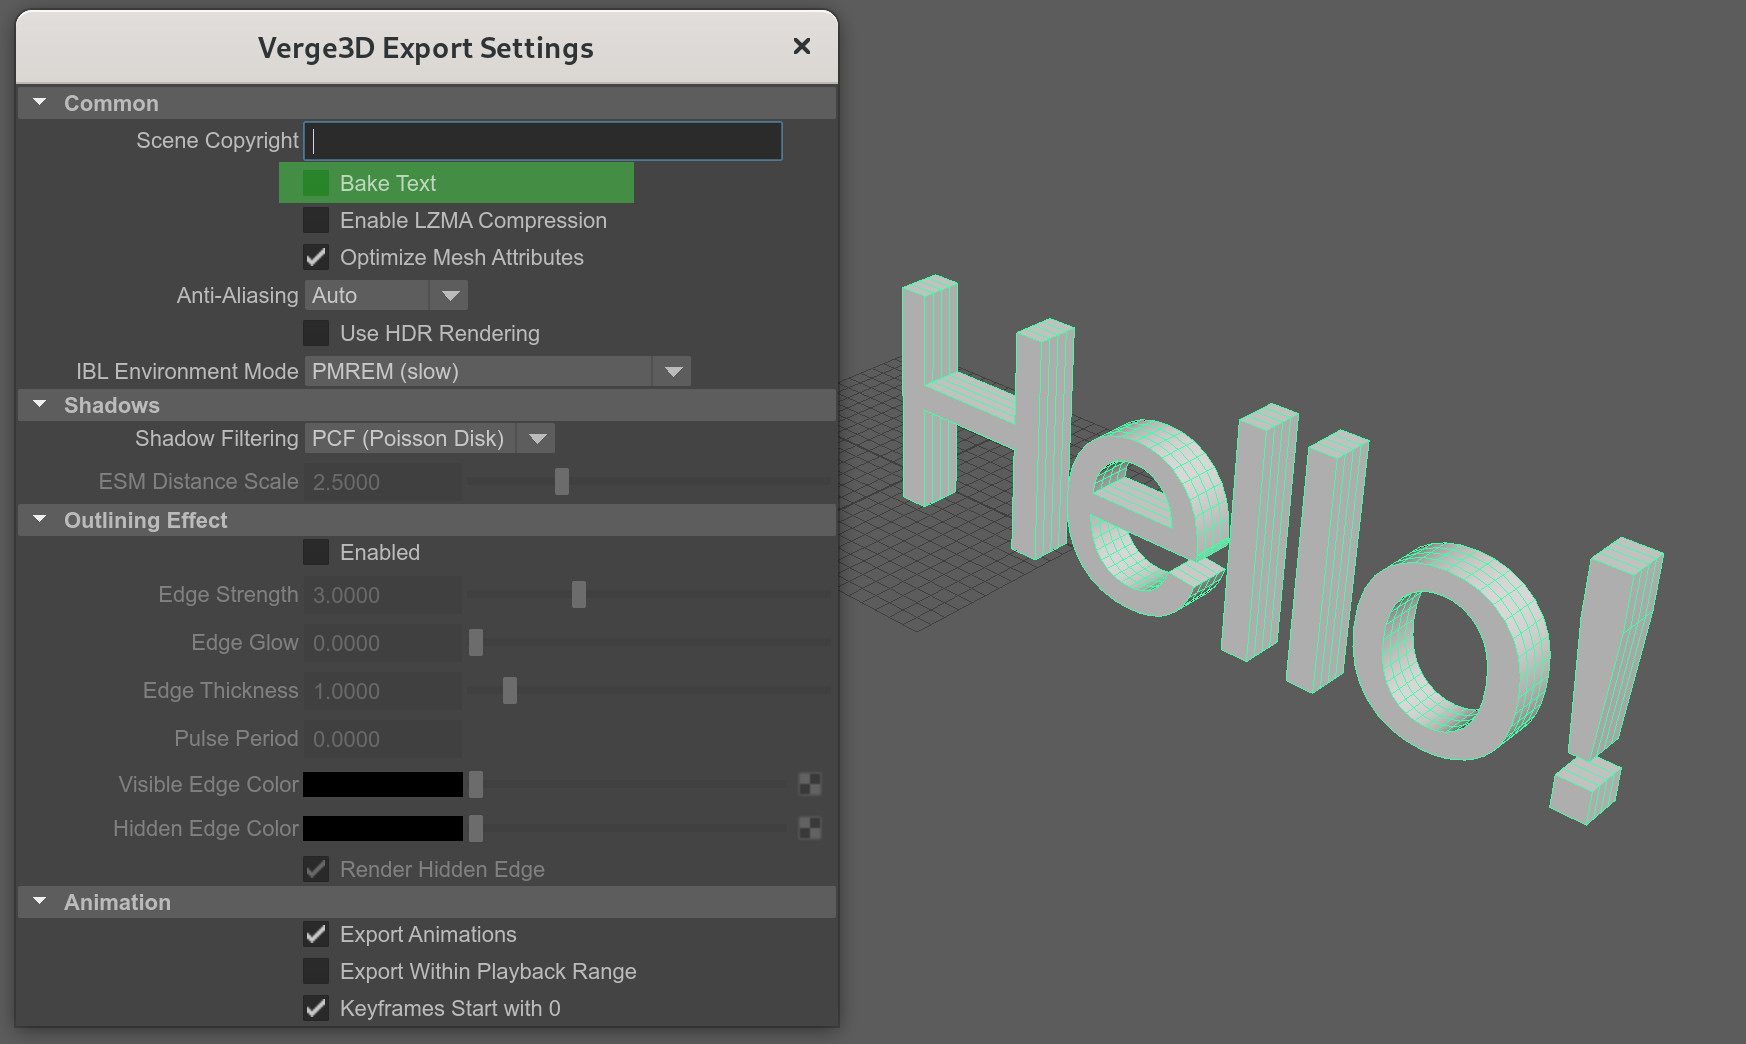 Verge3D Export Settings
Common
Scene Copyright
Bake Text
Enable LZMA Compression
Optimize Mesh Attributes
Anti-Aliasing Auto
Use HDR Rendering
IBL Environment Mode PMREM (slow)
Shadows
Shadow Filtering PCF (Poisson Disk)
ESM Distance Scale 2.5000
Outlining Effect
Enabled
Edge Strength 3.0000
Edge Glow 0.0000
Edge Thickness 1.0000
Pulse Period 0.0000
Visible Edge Color
Hidden Edge Color
Render Hidden Edge
Animation
Export Animations
Export Within Playback Range
Keyframes Start with 0
Hello!